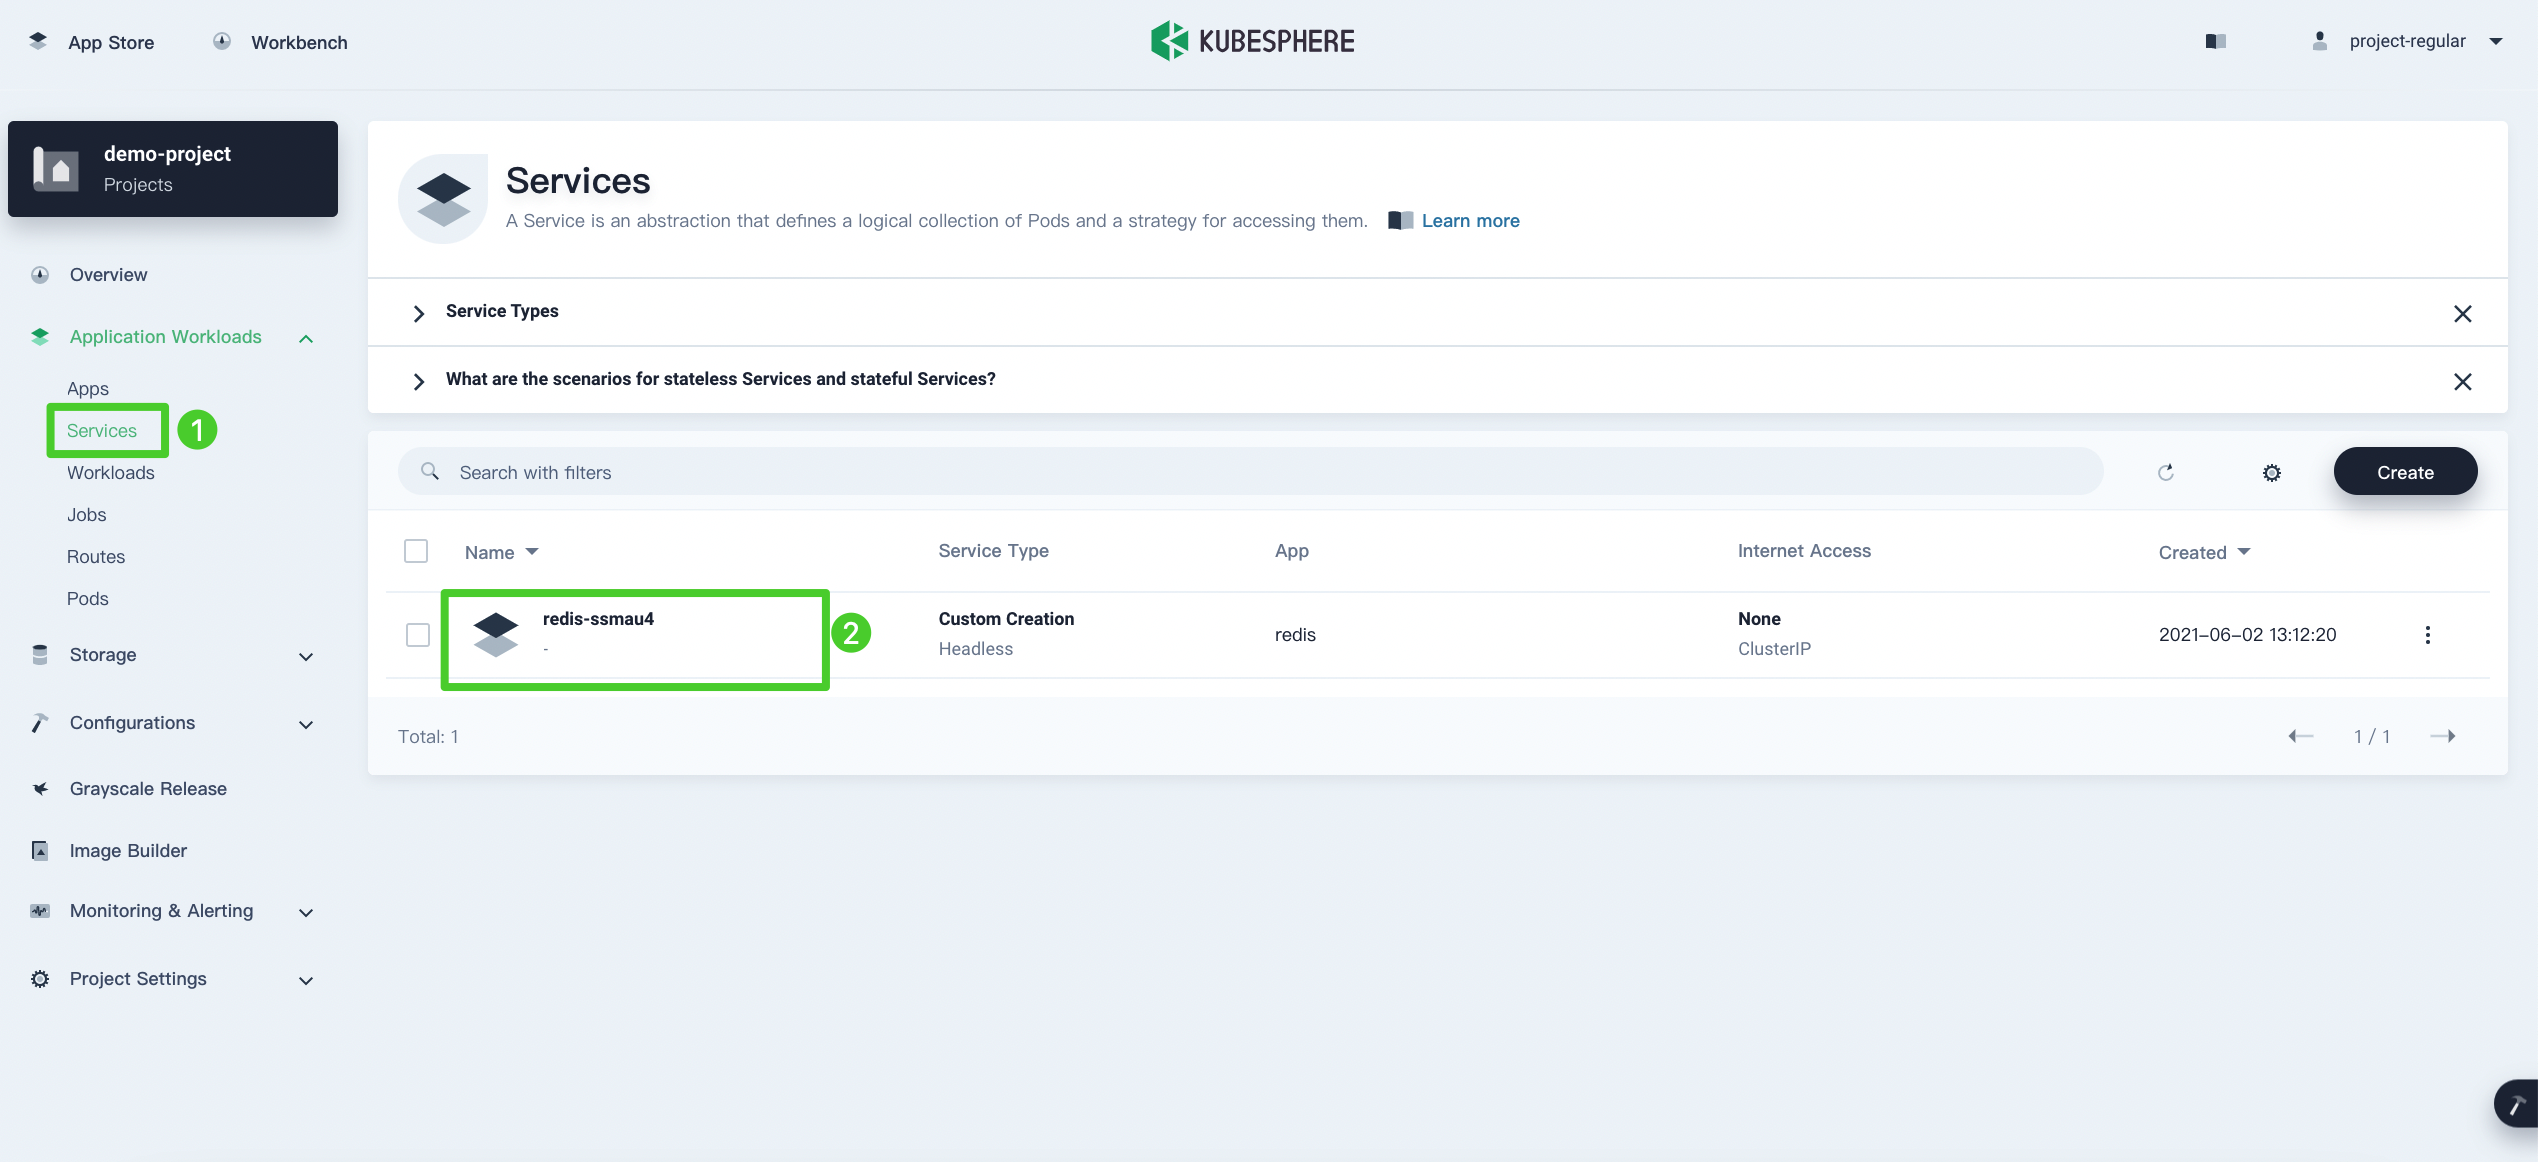 App Store
Workbench
KUBESPHERE
project-regular
demo-project
Projects
Overview
Application Workloads
Apps
Services
1
Workloads
Jobs
Routes
Pods
Storage
Configurations
Grayscale Release
Image Builder
Monitoring & Alerting
Project Settings
Services
A Service is an abstraction that defines a logical collection of Pods and a strategy for accessing them.
Learn more
Service Types
What are the scenarios for stateless Services and stateful Services?
Search with filters
Create
Name
Service Type
App
Internet Access
Created
redis-ssmau4
-
2
Custom Creation
Headless
redis
None
ClusterIP
2021-06-02 13:12:20
Total: 1
1 / 1